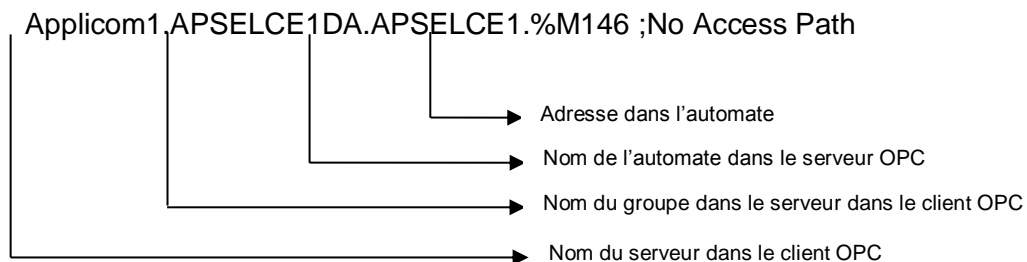 Applicom1.APSELCE1DA.APSELCE1.%M146 ;No Access Path
Adresse dans l'automate
Nom de l'automate dans le serveur OPC
Nom du groupe dans le serveur dans le client OPC
Nom du serveur dans le client OPC